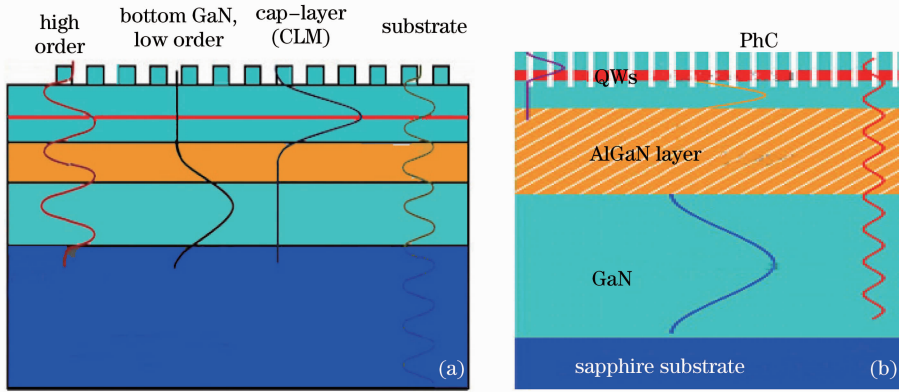 high
order
bottom GaN,
low order
cap-layer
(CLM)
substrate
(a)
PhC
QWs
AlGaN layer
GaN
sapphire substrate
(b)